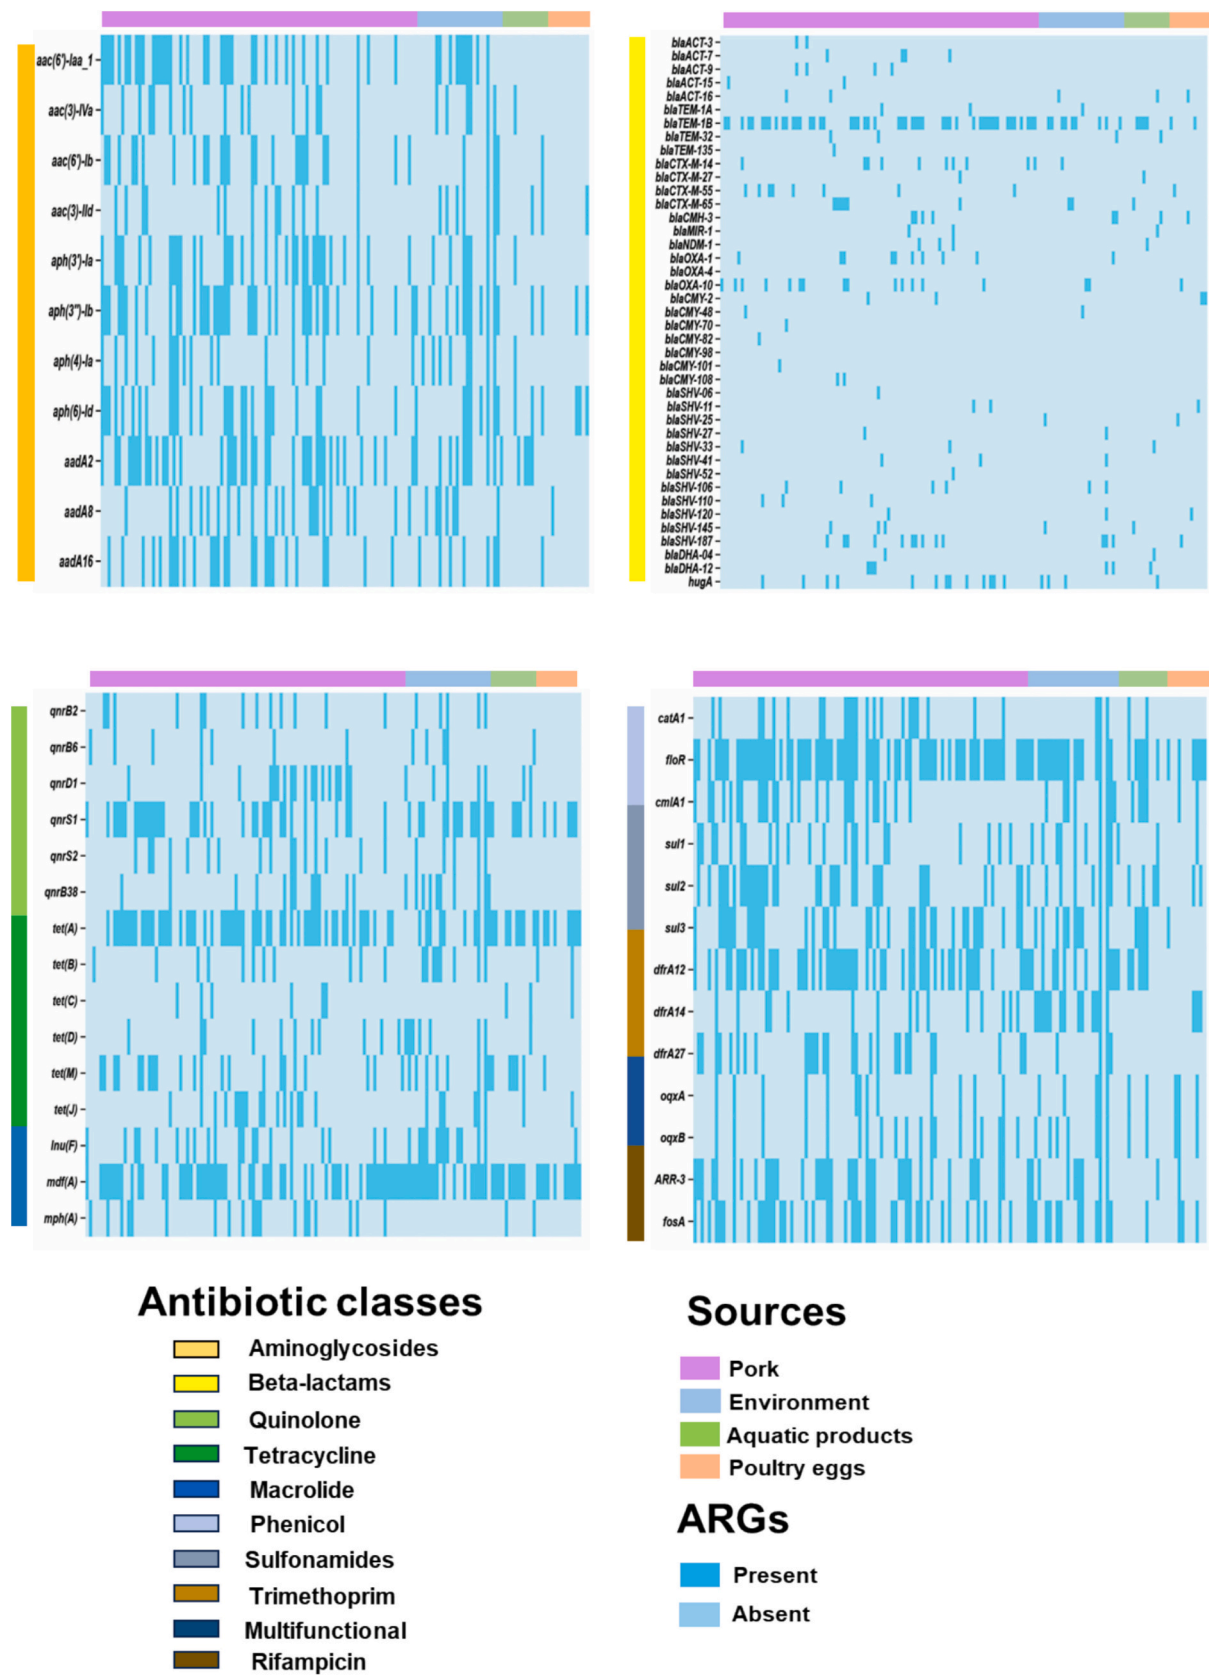 aac(6')-Iaa_1
aac(3)-IVa
aac(6')-Ib
aac(3)-IId
aph(3')-Ia
aph(3")-Ib
aph(4)-Ia
aph(6)-Id
aadA2
aadA8
aadA16
blaACT-3
blaACT-7
blaACT-9
blaACT-15
blaACT-16
blaTEM-1A
blaTEM-1B
blaTEM-32
blaTEM-135
blaCTX-M-14
blaCTX-M-27
blaCTX-M-55
blaCTX-M-65
blaCMH-3
blaMIR-1
blaNDM-1
blaOXA-1
blaOXA-4
blaOXA-10
blaCMY-2
blaCMY-48
blaCMY-70
blaCMY-82
blaCMY-98
blaCMY-101
blaCMY-108
blaSHV-06
blaSHV-11
blaSHV-25
blaSHV-27
blaSHV-33
blaSHV-41
blaSHV-52
blaSHV-106
blaSHV-110
blaSHV-120
blaSHV-145
blaSHV-187
blaDHA-04
blaDHA-12
hugA
qnrB2
qnrB6
qnrD1
qnrS1
qnrS2
qnrB38
tet(A)
tet(B)
tet(C)
tet(D)
tet(M)
tet(J)
lnu(F)
mdf(A)
mph(A)
catA1
floR
cmlA1
sul1
sul2
sul3
dfrA12
dfrA14
dfrA27
oqxA
oqxB
ARR-3
fosA
Antibiotic classes
Aminoglycosides
Beta-lactams
Quinolone
Tetracycline
Macrolide
Phenicol
Sulfonamides
Trimethoprim
Multifunctional
Rifampicin
Sources
Pork
Environment
Aquatic products
Poultry eggs
ARGs
Present
Absent